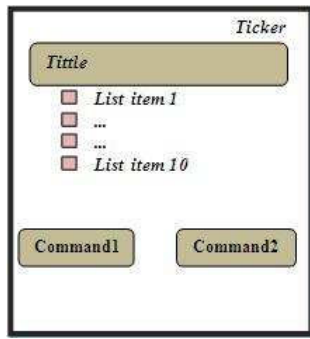 Ticker
Tittle
List item 1
...
...
List item 10
Command1 Command2